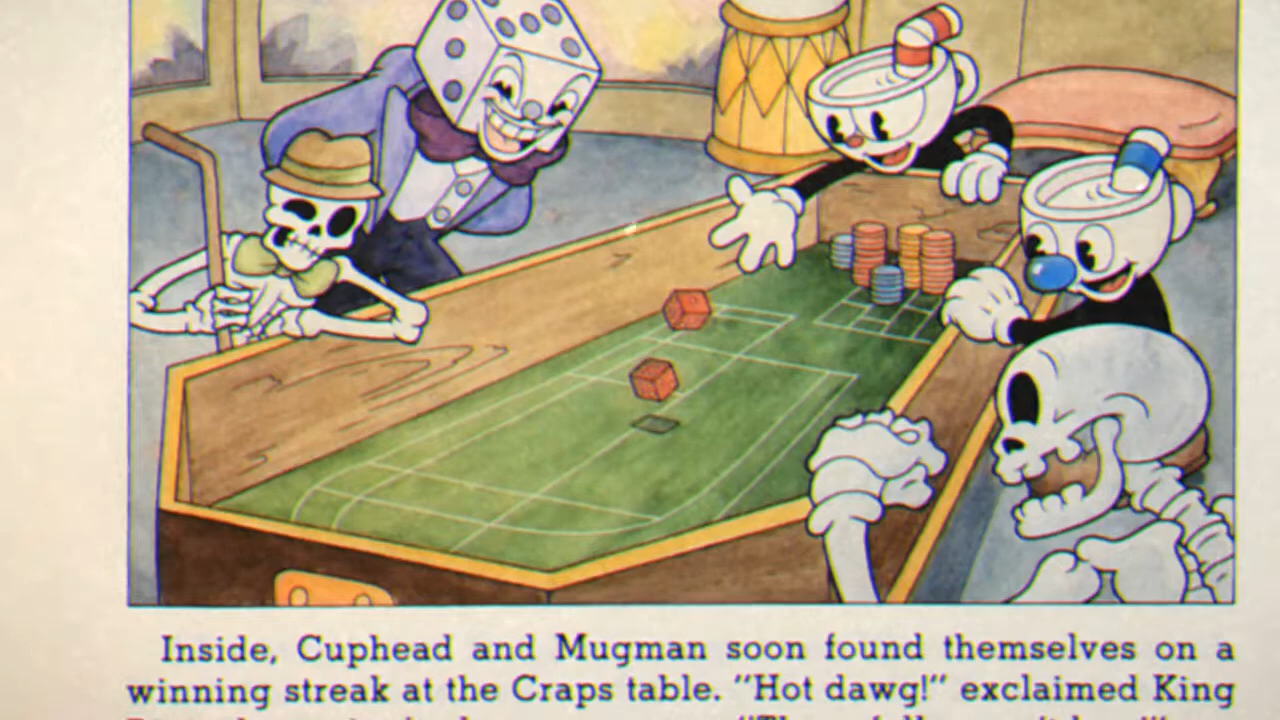 Inside, Cuphead and Mugman soon found themselves on a
winning streak at the Craps table. "Hot dawg!" exclaimed King